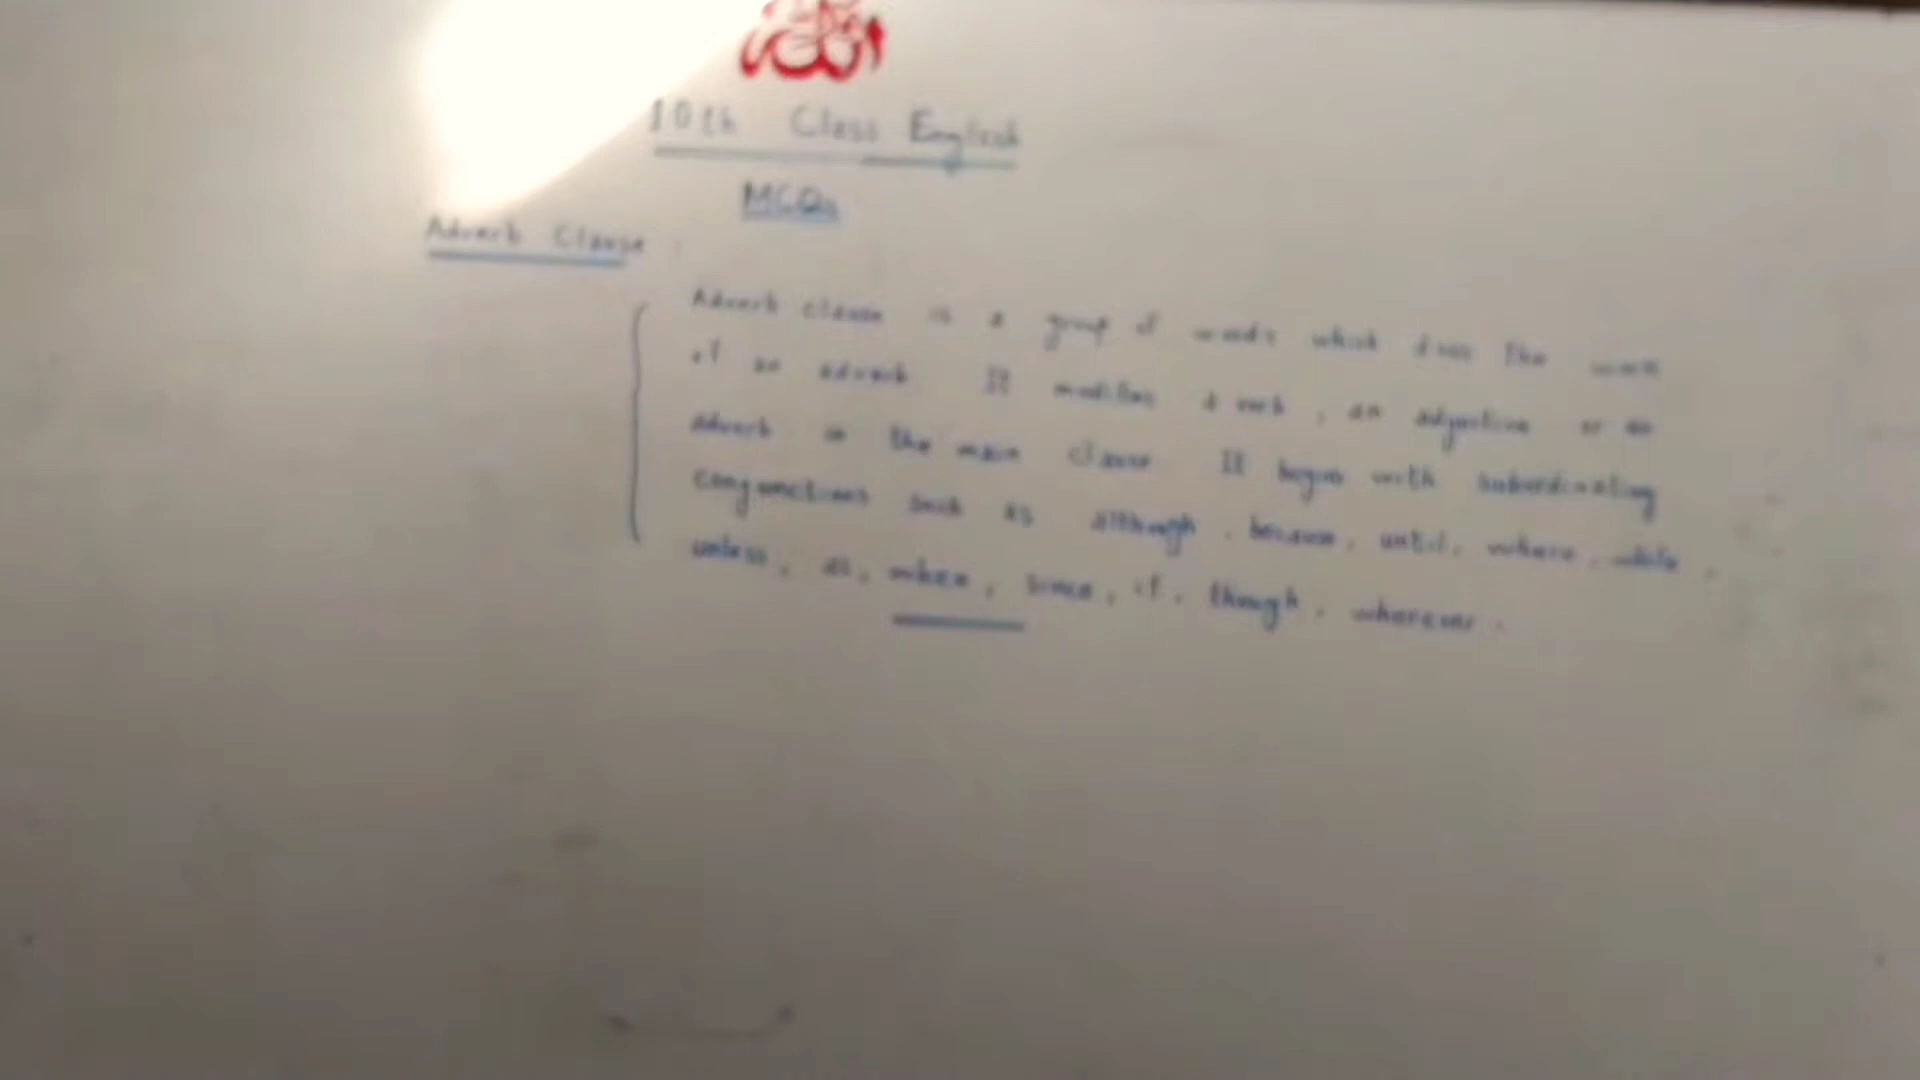 الله
10th Class English
MCQs
Adverb Clause :
Adverb clause is a group of words which does the work
of an adverb. It modifies a verb, an adjective or an
adverb in the main clause. It begins with subordinating
conjunctions such as although, because, until, where, while,
unless, as, when, since, if, though, wherever.